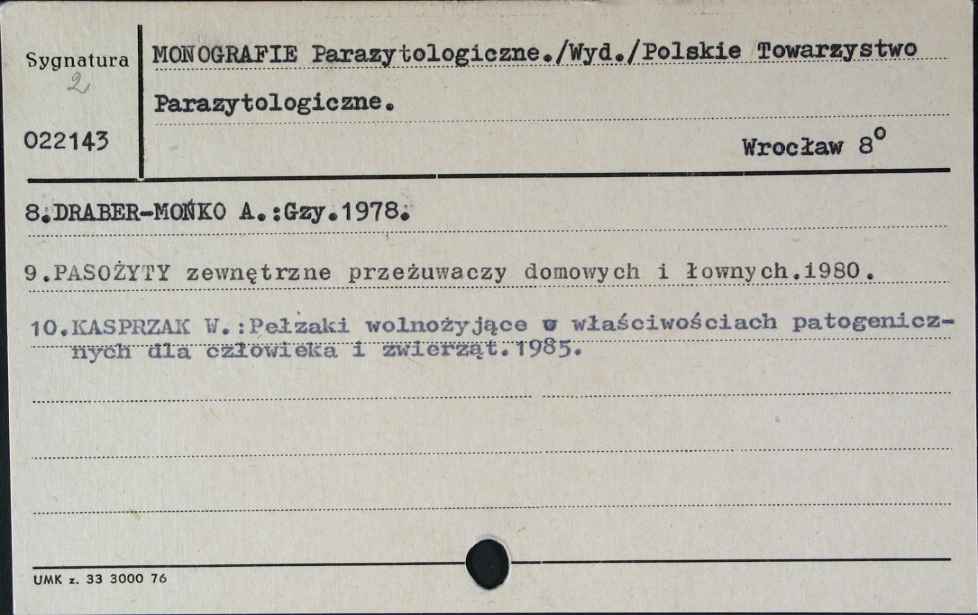 Sygnatura
2
022143
MONOGRAFIE Parazytologiczne./Wyd./Polskie Towarzystwo
Parazytologiczne.
Wrocław 8°
8.DRABER-MOŃKO A.:Gzy.1978.
9.PASOŻYTY zewnętrzne przeżuwaczy domowych i łownych.1980.
10.KASPRZAK W.:Pełzaki wolnożyjące o właściwościach patogenicz-
nych dla człowieka i zwierząt.1985.
UMK z. 33 3000 76